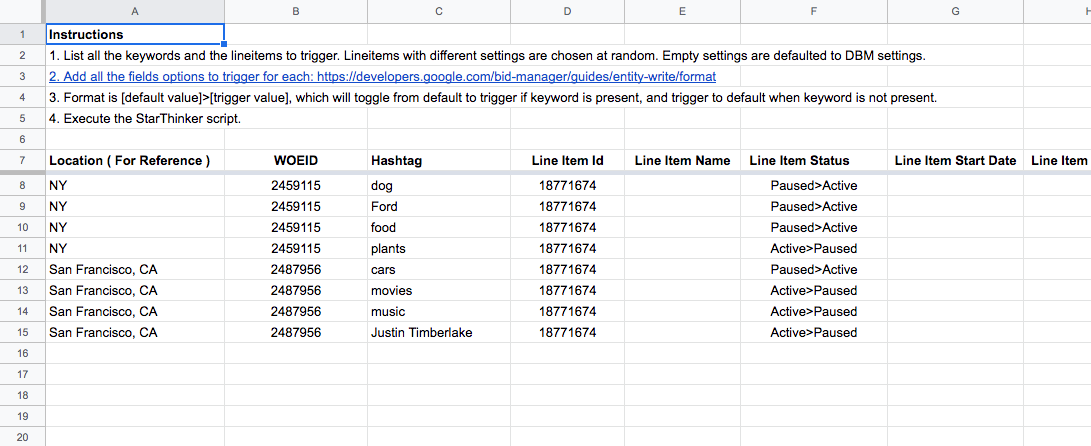 A B C D E F G H
1 Instructions
2 1. List all the keywords and the lineitems to trigger. Lineitems with different settings are chosen at random. Empty settings are defaulted to DBM settings.
3 2. Add all the fields options to trigger for each: https://developers.google.com/bid-manager/guides/entity-write/format
4 3. Format is [default value]>[trigger value], which will toggle from default to trigger if keyword is present, and trigger to default when keyword is not present.
5 4. Execute the StarThinker script.
6
7 Location ( For Reference ) WOEID Hashtag Line Item Id Line Item Name Line Item Status Line Item Start Date Line Item
8 NY 2459115 dog 18771674 Paused>Active
9 NY 2459115 Ford 18771674 Paused>Active
10 NY 2459115 food 18771674 Paused>Active
11 NY 2459115 plants 18771674 Active>Paused
12 San Francisco, CA 2487956 cars 18771674 Paused>Active
13 San Francisco, CA 2487956 movies 18771674 Active>Paused
14 San Francisco, CA 2487956 music 18771674 Active>Paused
15 San Francisco, CA 2487956 Justin Timberlake 18771674 Active>Paused
16
17
18
19
20